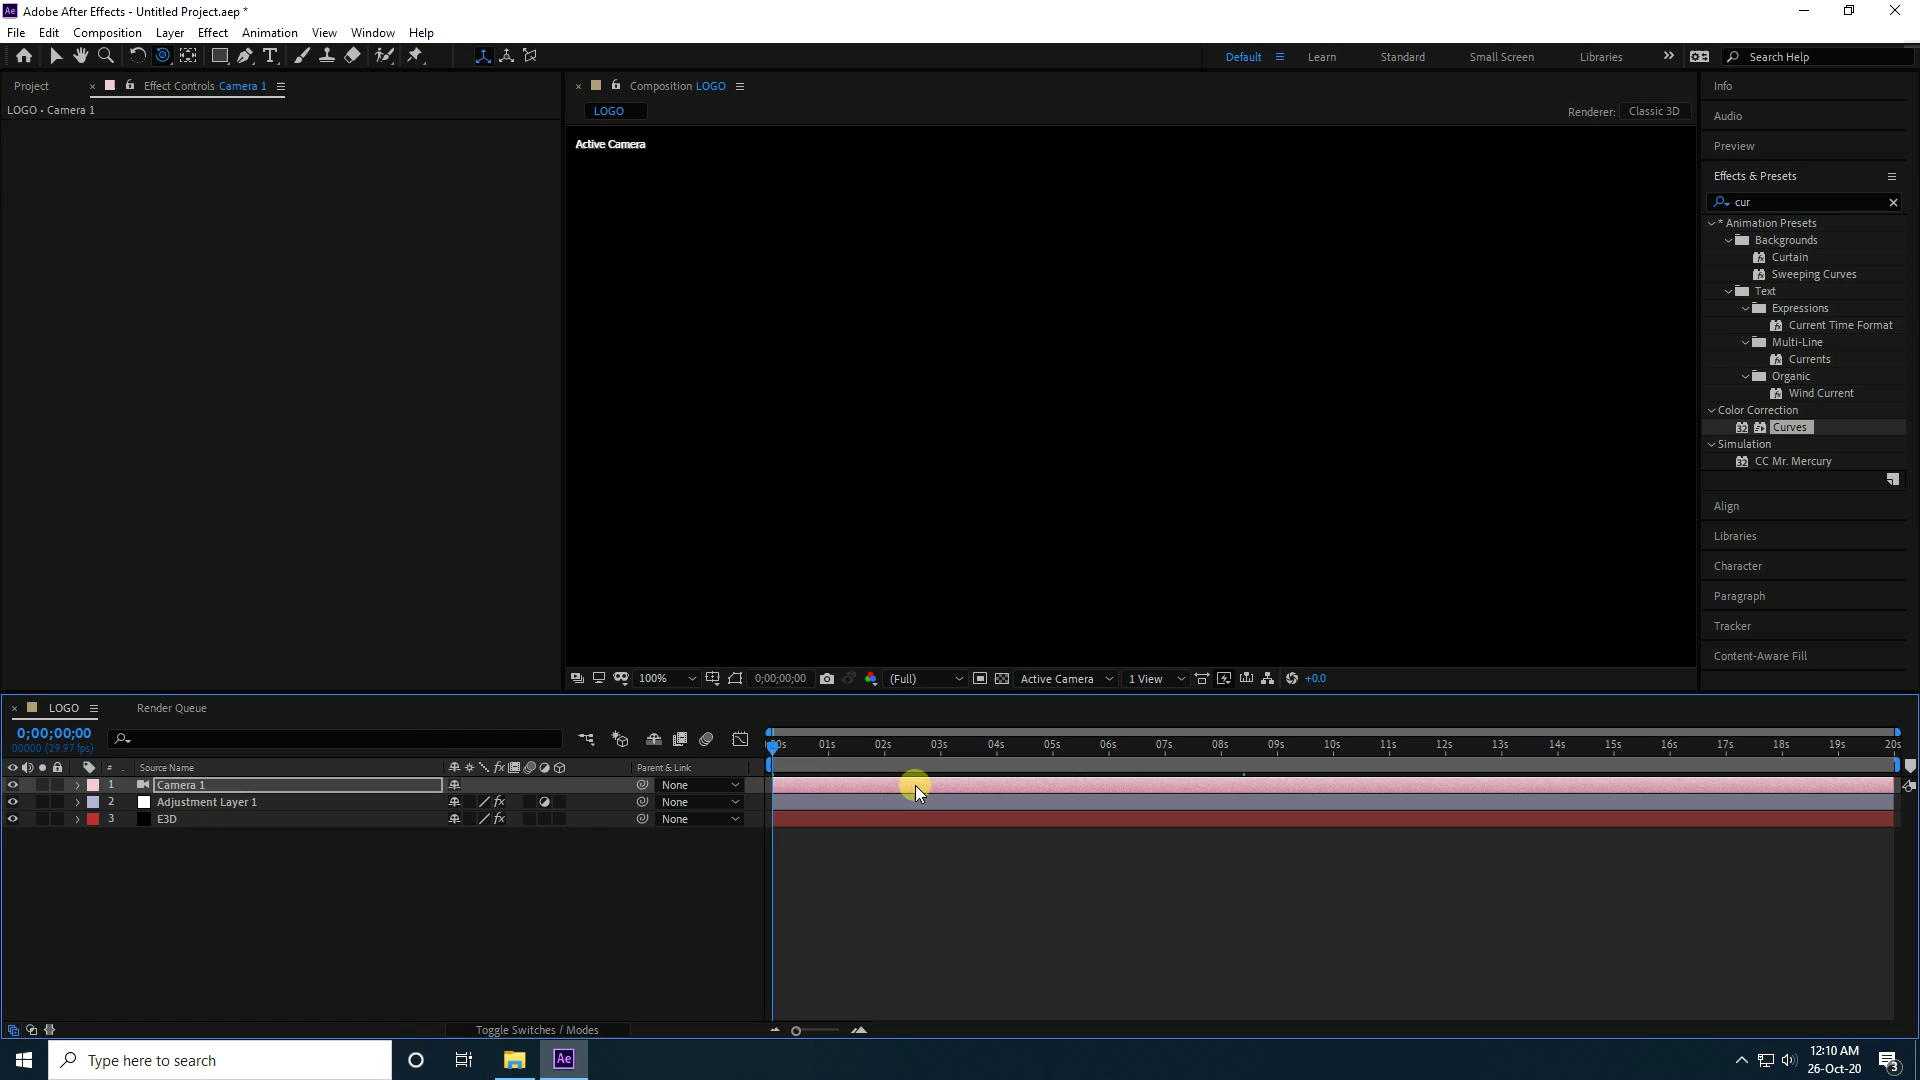 Adobe After Effects - Untitled Project.aep *
File Edit Composition Layer Effect Animation View Window Help
Default Learn Standard Small Screen Libraries Search Help
Project
Effect Controls Camera 1
LOGO • Camera 1
Composition LOGO
LOGO
Renderer: Classic 3D
Active Camera
Info
Audio
Preview
Effects & Presets
cur
* Animation Presets
Backgrounds
Curtain
Sweeping Curves
Text
Expressions
Current Time Format
Multi-Line
Currents
Organic
Wind Current
Color Correction
Curves
Simulation
CC Mr. Mercury
Align
Libraries
Character
Paragraph
Tracker
Content-Aware Fill
100% 0;00;00;00 (Full) Active Camera 1 View +0.0
LOGO Render Queue
0;00;00;00
00000 (29.97 fps)
00s 01s 02s 03s 04s 05s 06s 07s 08s 09s 10s 11s 12s 13s 14s 15s 16s 17s 18s 19s 20s
# Source Name Parent & Link
1 Camera 1 None
2 Adjustment Layer 1 None
3 E3D None
Toggle Switches / Modes
Type here to search
Ae
12:10 AM
26-Oct-20
3